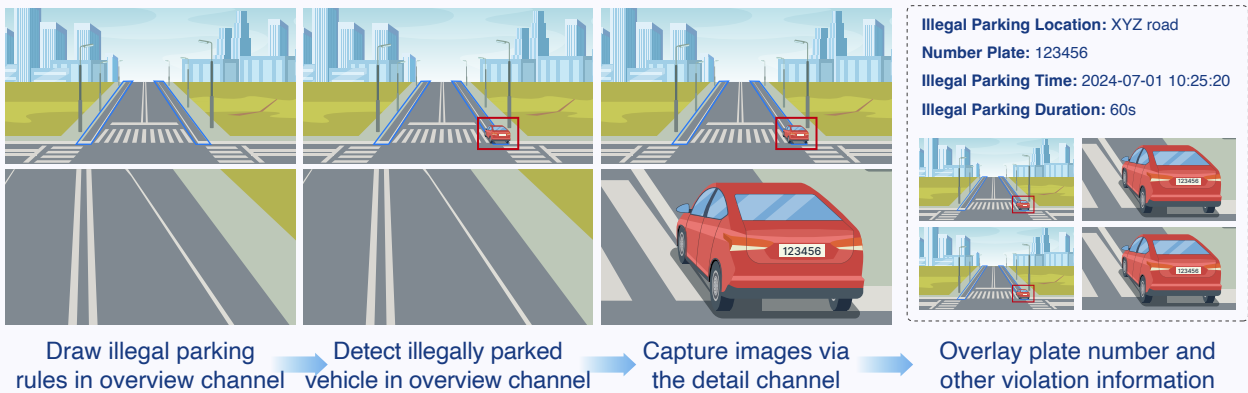 Illegal Parking Location: XYZ road
Number Plate: 123456
Illegal Parking Time: 2024-07-01 10:25:20
Illegal Parking Duration: 60s
123456
123456
123456
Draw illegal parking
rules in overview channel
Detect illegally parked
vehicle in overview channel
Capture images via
the detail channel
Overlay plate number and
other violation information